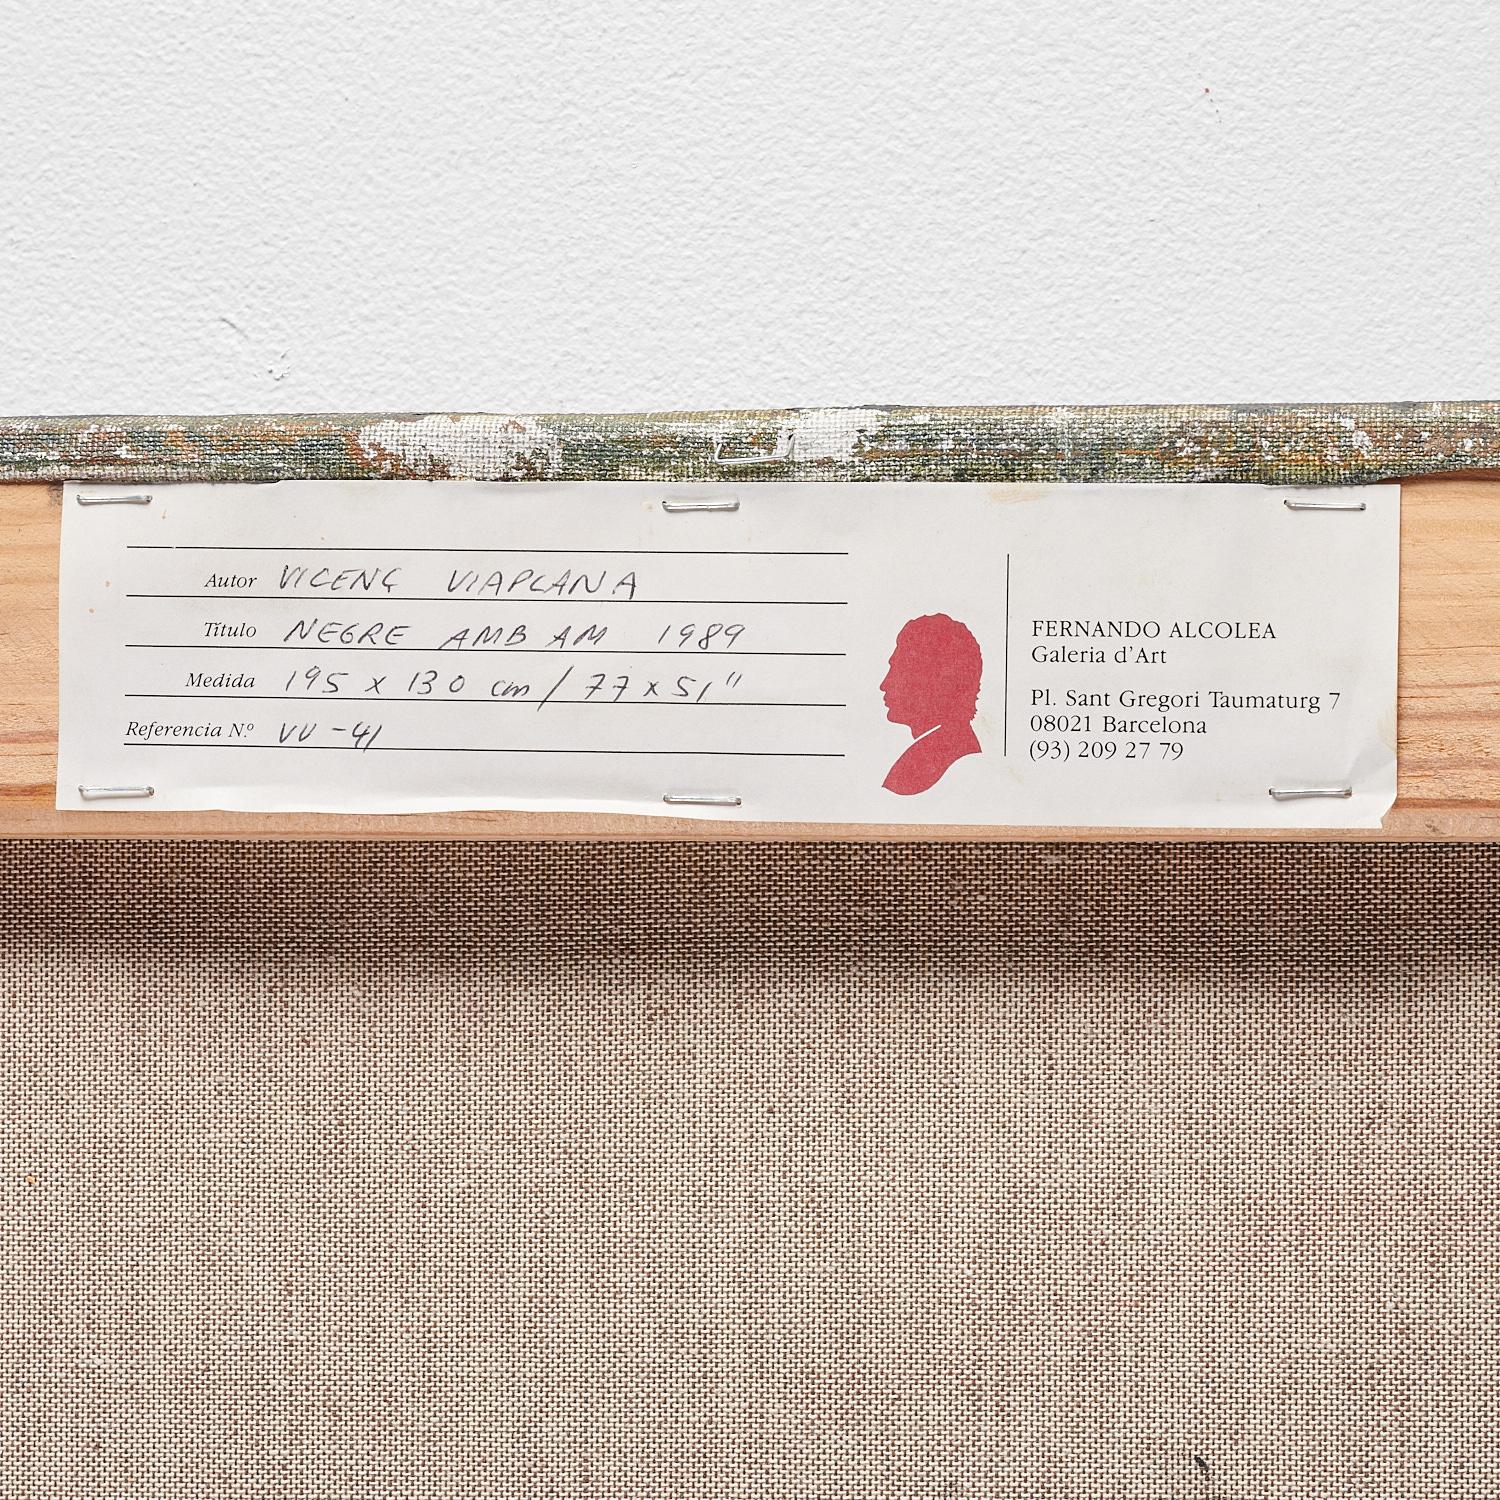 Autor VICENÇ VIAPLANA
Título NEGRE AMB AM 1989
Medida 195 x 130 cm / 77 x 51"
Referencia N.º VV-41
FERNANDO ALCOLEA
Galeria d'Art
Pl. Sant Gregori Taumaturg 7
08021 Barcelona
(93) 209 27 79